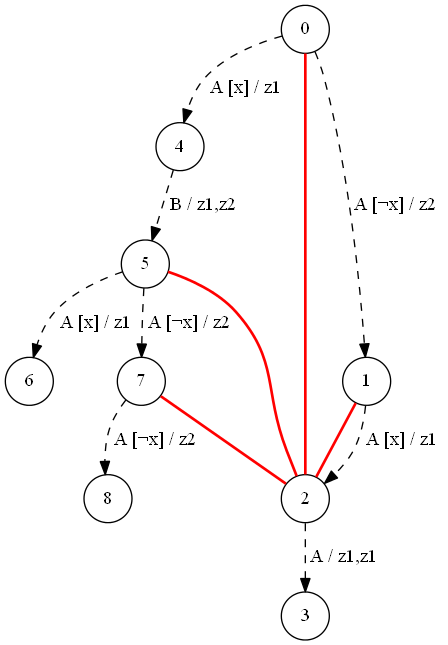 0
A [x] / z1
4
B / z1,z2
A [¬x] / z2
5
A [x] / z1
A [¬x] / z2
6
7
1
A [¬x] / z2
A [x] / z1
8
2
A / z1,z1
3